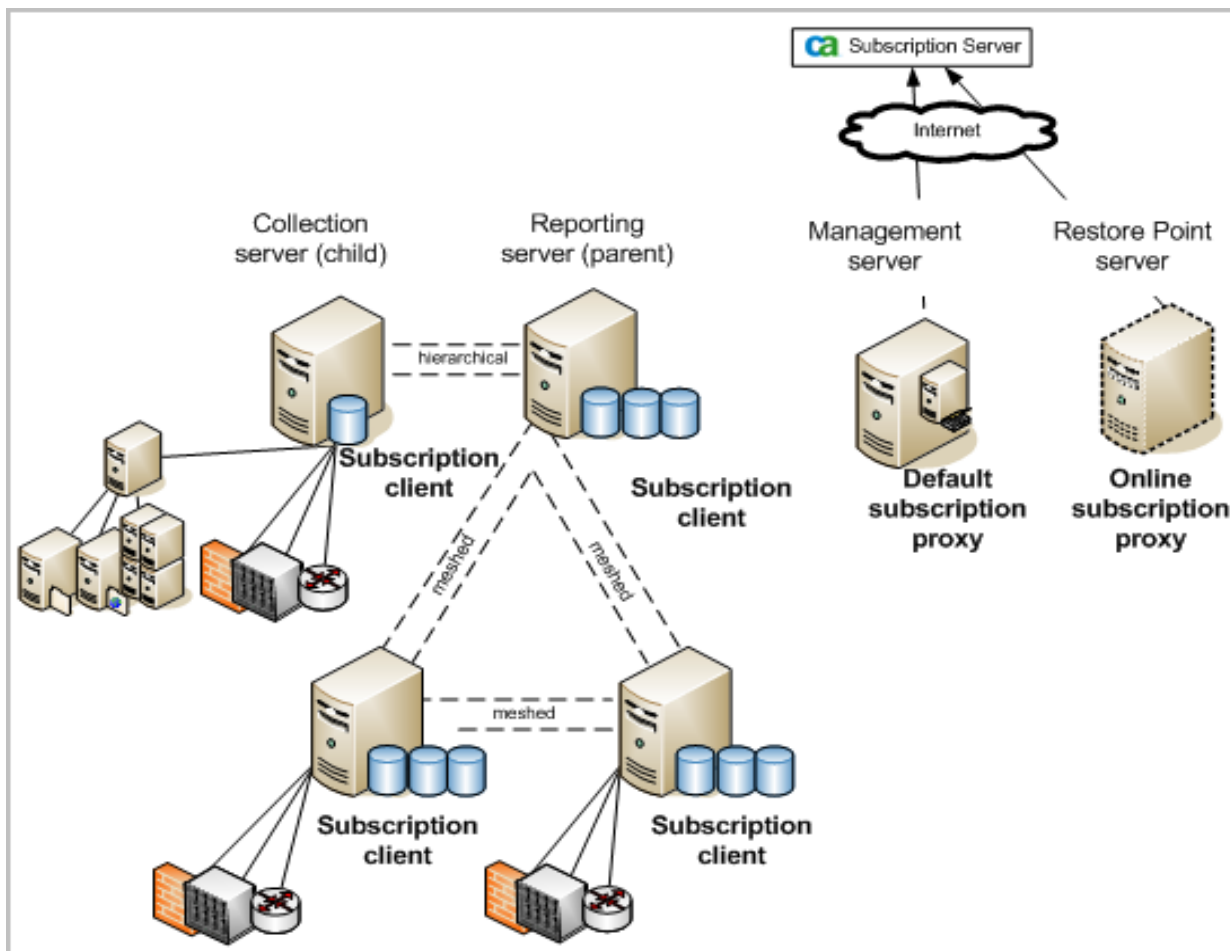 ca Subscription Server
Internet
Collection
server (child)
Reporting
server (parent)
Management
server
Restore Point
server
hierarchical
Subscription
client
Subscription
client
Default
subscription
proxy
Online
subscription
proxy
meshed
meshed
meshed
Subscription
client
Subscription
client